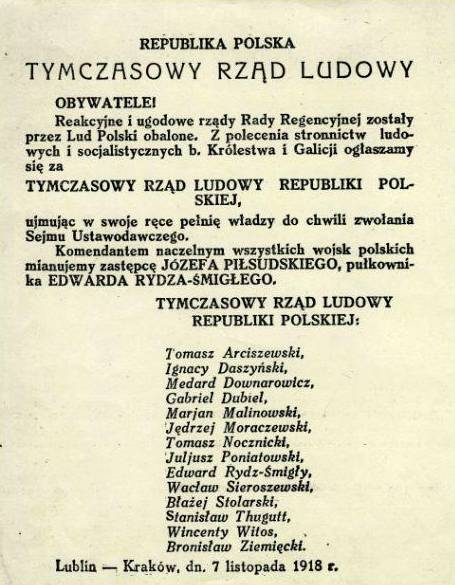 REPUBLIKA POLSKA
TYMCZASOWY RZĄD LUDOWY
OBYWATELE!
Reakcyjne i ugodowe rządy Rady Regencyjnej zostały
przez Lud Polski obalone. Z polecenia stronnictw ludo-
wych i socjalistycznych b. Królestwa i Galicji ogłaszamy
się za
TYMCZASOWY RZĄD LUDOWY REPUBLIKI POL-
SKIEJ,
ujmując w swoje ręce pełnię władzy do chwili zwołania
Sejmu Ustawodawczego.
Komendantem naczelnym wszystkich wojsk polskich
mianujemy zastępcę JÓZEFA PIŁSUDSKIEGO, pułkowni-
ka EDWARDA RYDZA-ŚMIGŁEGO.
TYMCZASOWY RZĄD LUDOWY
REPUBLIKI POLSKIEJ:
Tomasz Arciszewski,
Ignacy Daszyński,
Medard Downarowicz,
Gabriel Dubiel,
Marjan Malinowski,
Jędrzej Moraczewski,
Tomasz Nocznicki,
Juljusz Poniatowski,
Edward Rydz-Śmigły,
Wacław Sieroszewski,
Błażej Stolarski,
Stanisław Thugutt,
Wincenty Witos,
Bronisław Ziemięcki.
Lublin — Kraków, dn. 7 listopada 1918 r.